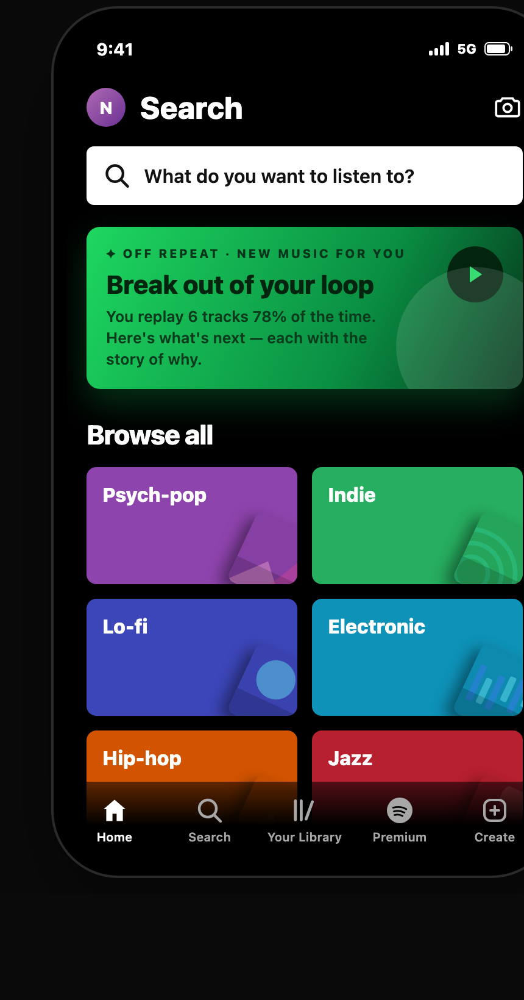 9:41
5G
N
Search
What do you want to listen to?
✦ OFF REPEAT · NEW MUSIC FOR YOU
Break out of your loop
You replay 6 tracks 78% of the time.
Here's what's next — each with the
story of why.
Browse all
Psych-pop
Indie
Lo-fi
Electronic
Hip-hop
Jazz
Home
Search
Your Library
Premium
Create